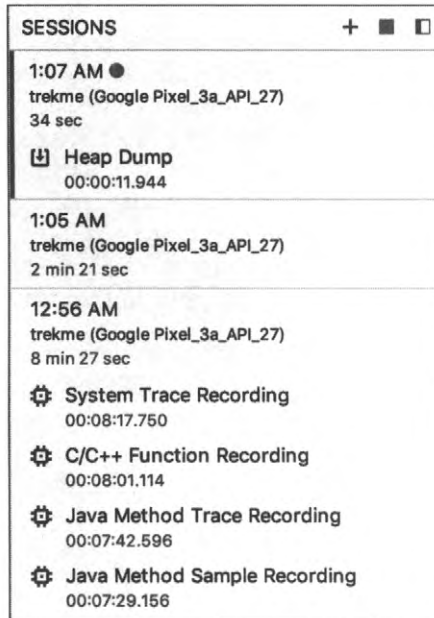 SESSIONS
1:07 AM
trekme (Google Pixel_3a_API_27)
34 sec
Heap Dump
00:00:11.944
1:05 AM
trekme (Google Pixel_3a_API_27)
2 min 21 sec
12:56 AM
trekme (Google Pixel_3a_API_27)
8 min 27 sec
System Trace Recording
00:08:17.750
C/C++ Function Recording
00:08:01.114
Java Method Trace Recording
00:07:42.596
Java Method Sample Recording
00:07:29.156